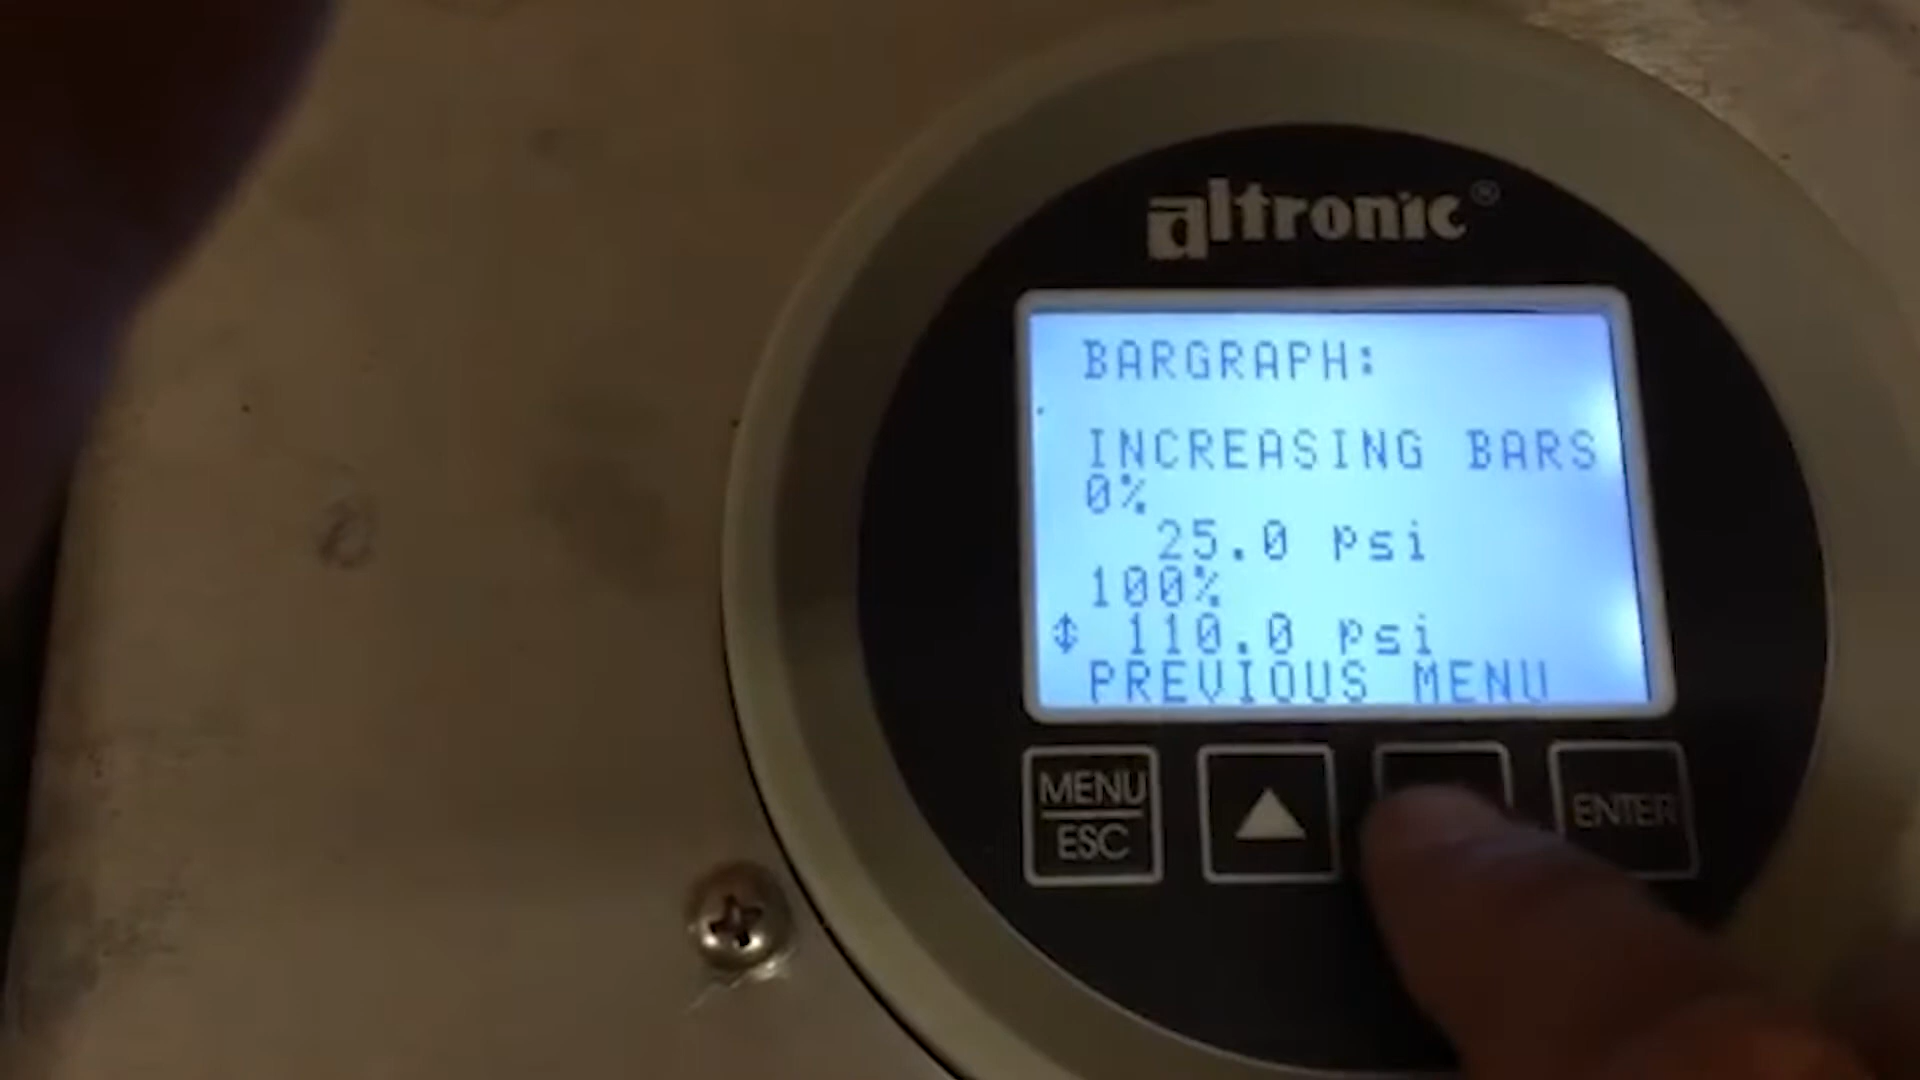 altronic®
BARGRAPH:
INCREASING BARS
0%
25.0 psi
100%
↕ 110.0 psi
PREVIOUS MENU
MENU
ESC
ENTER